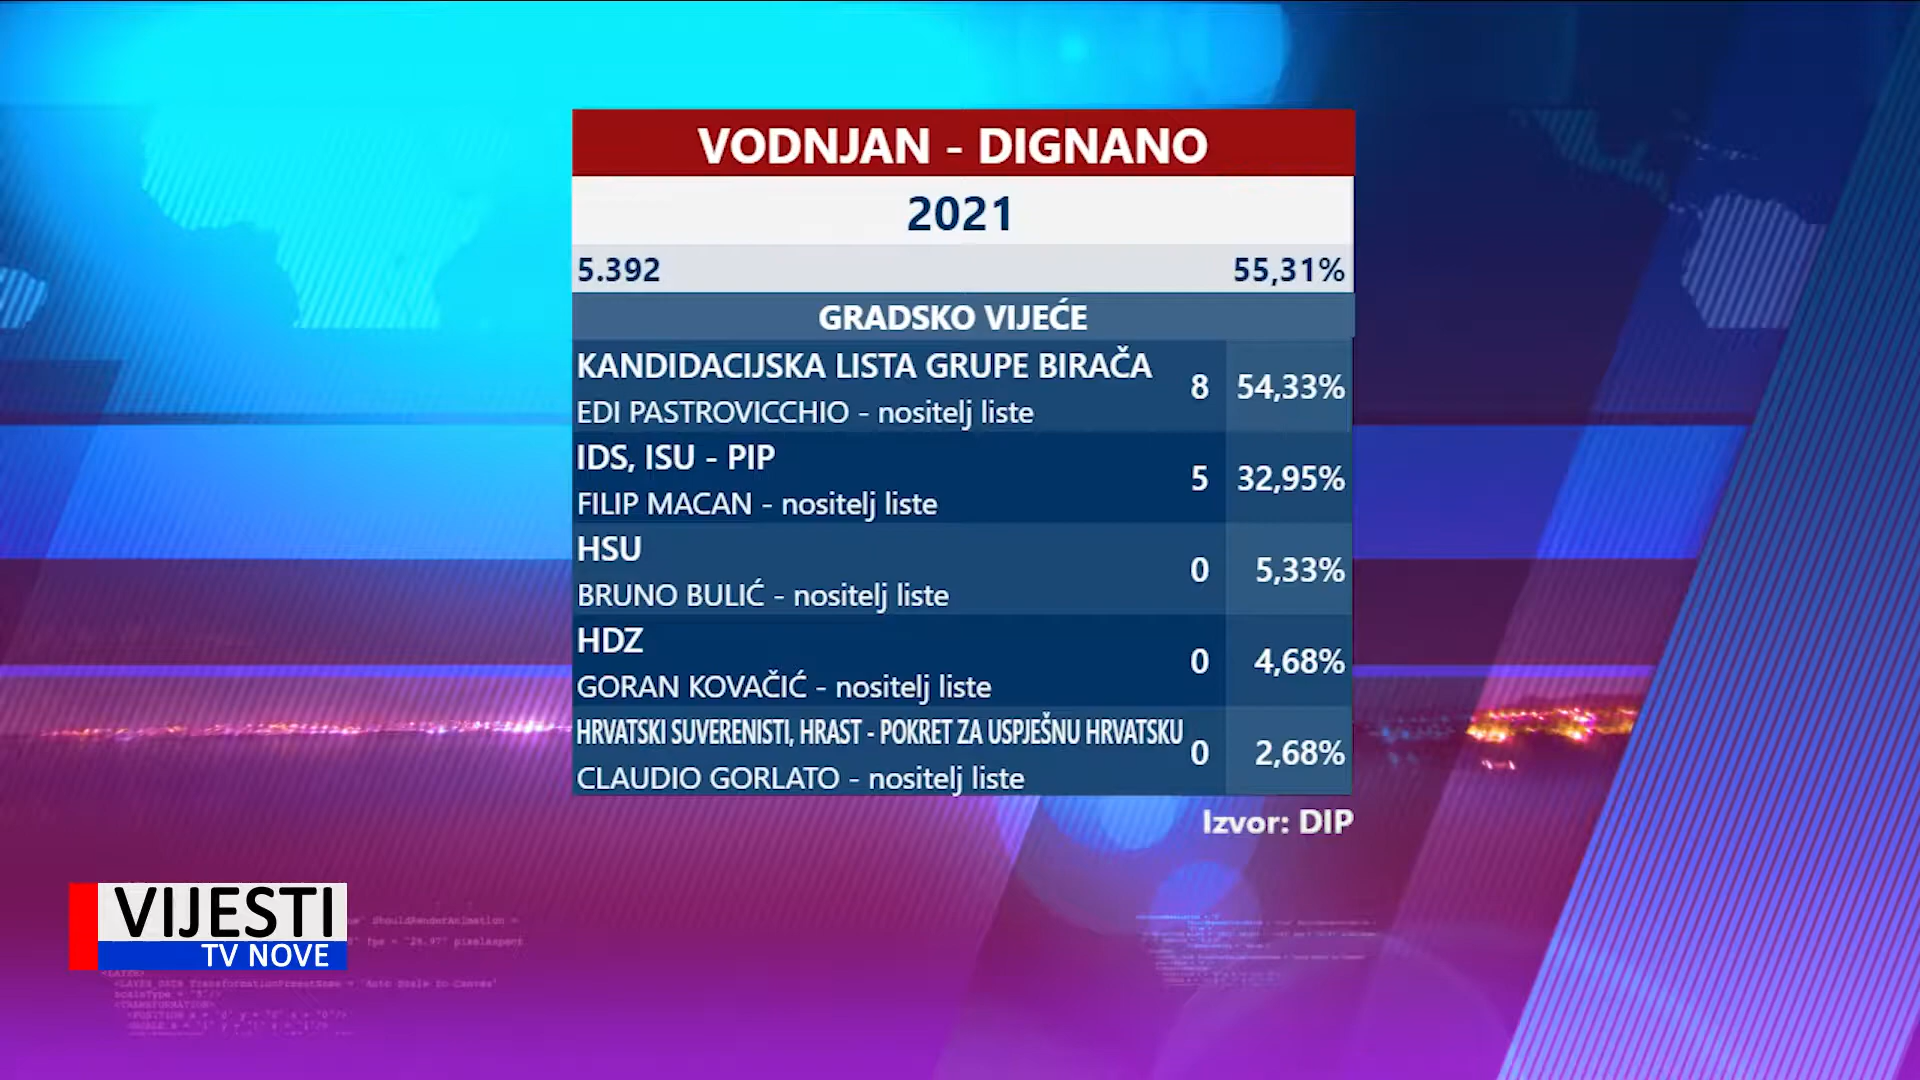 VODNJAN - DIGNANO
2021
5.392 55,31%
GRADSKO VIJEĆE
KANDIDACIJSKA LISTA GRUPE BIRAČA
EDI PASTROVICCHIO - nositelj liste
8 54,33%
IDS, ISU - PIP
FILIP MACAN - nositelj liste
5 32,95%
HSU
BRUNO BULIĆ - nositelj liste
0 5,33%
HDZ
GORAN KOVAČIĆ - nositelj liste
0 4,68%
HRVATSKI SUVERENISTI, HRAST - POKRET ZA USPJEŠNU HRVATSKU
CLAUDIO GORLATO - nositelj liste
0 2,68%
Izvor: DIP
VIJESTI
TV NOVE